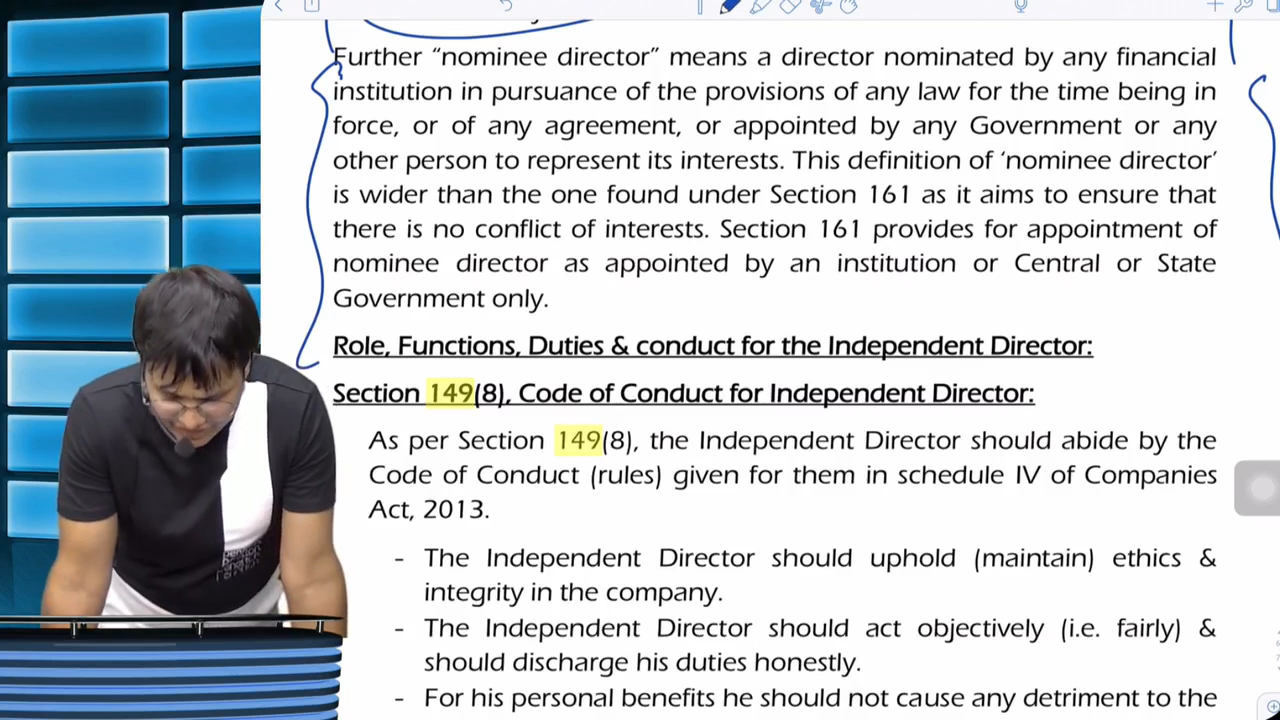 Further “nominee director” means a director nominated by any financial
institution in pursuance of the provisions of any law for the time being in
force, or of any agreement, or appointed by any Government or any
other person to represent its interests. This definition of ‘nominee director’
is wider than the one found under Section 161 as it aims to ensure that
there is no conflict of interests. Section 161 provides for appointment of
nominee director as appointed by an institution or Central or State
Government only.
Role, Functions, Duties & conduct for the Independent Director:
Section 149(8), Code of Conduct for Independent Director:
As per Section 149(8), the Independent Director should abide by the
Code of Conduct (rules) given for them in schedule IV of Companies
Act, 2013.
- The Independent Director should uphold (maintain) ethics &
integrity in the company.
- The Independent Director should act objectively (i.e. fairly) &
should discharge his duties honestly.
- For his personal benefits he should not cause any detriment to the